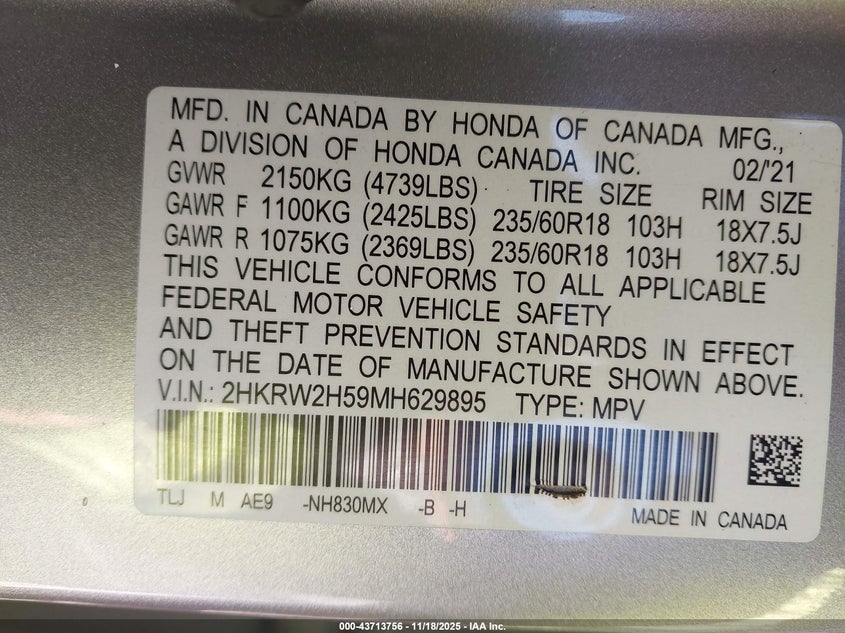 MFD. IN CANADA BY HONDA OF CANADA MFG.,
A DIVISION OF HONDA CANADA INC. 02/'21
GVWR 2150KG (4739LBS) TIRE SIZE RIM SIZE
GAWR F 1100KG (2425LBS) 235/60R18 103H 18X7.5J
GAWR R 1075KG (2369LBS) 235/60R18 103H 18X7.5J
THIS VEHICLE CONFORMS TO ALL APPLICABLE
FEDERAL MOTOR VEHICLE SAFETY
AND THEFT PREVENTION STANDARDS IN EFFECT
ON THE DATE OF MANUFACTURE SHOWN ABOVE.
V.I.N.: 2HKRW2H59MH629895 TYPE: MPV
TLJ M AE9 -NH830MX -B -H
MADE IN CANADA
000-43713756 — 11/18/2025 - IAA Inc.